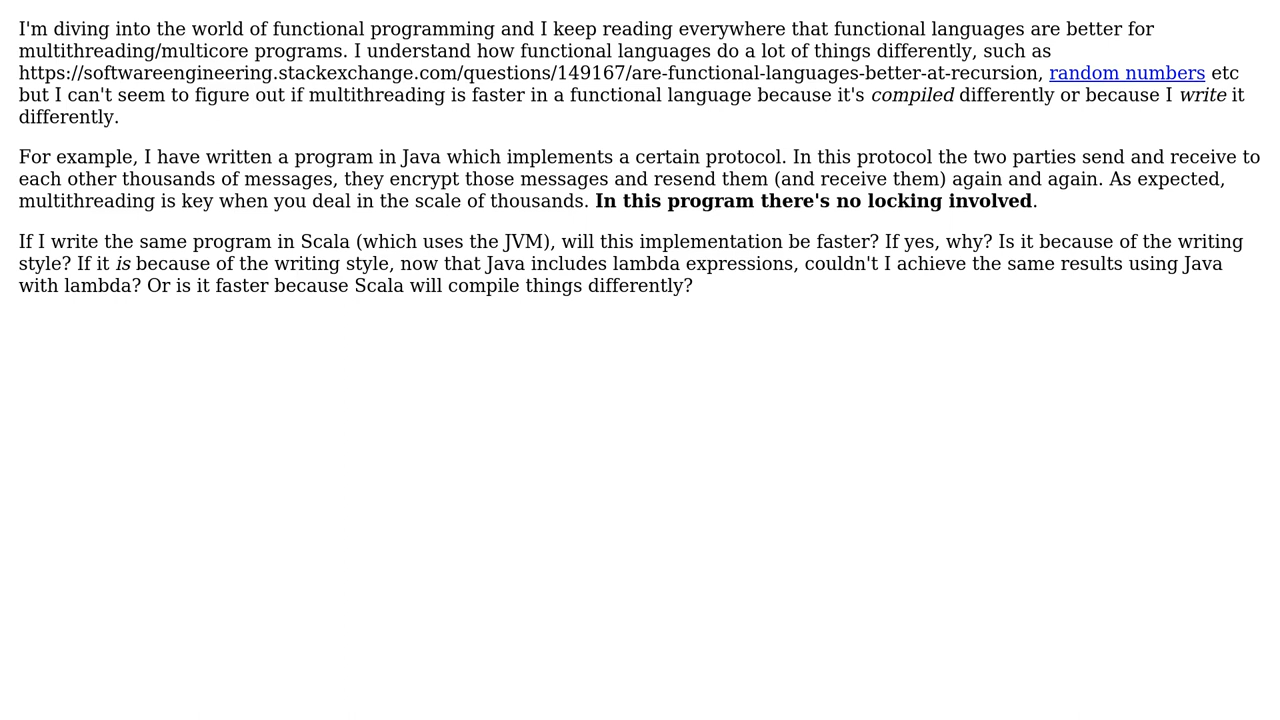 I'm diving into the world of functional programming and I keep reading everywhere that functional languages are better for
multithreading/multicore programs. I understand how functional languages do a lot of things differently, such as
https://softwareengineering.stackexchange.com/questions/149167/are-functional-languages-better-at-recursion, random numbers etc
but I can't seem to figure out if multithreading is faster in a functional language because it's compiled differently or because I write it
differently.
For example, I have written a program in Java which implements a certain protocol. In this protocol the two parties send and receive to
each other thousands of messages, they encrypt those messages and resend them (and receive them) again and again. As expected,
multithreading is key when you deal in the scale of thousands. In this program there's no locking involved.
If I write the same program in Scala (which uses the JVM), will this implementation be faster? If yes, why? Is it because of the writing
style? If it is because of the writing style, now that Java includes lambda expressions, couldn't I achieve the same results using Java
with lambda? Or is it faster because Scala will compile things differently?